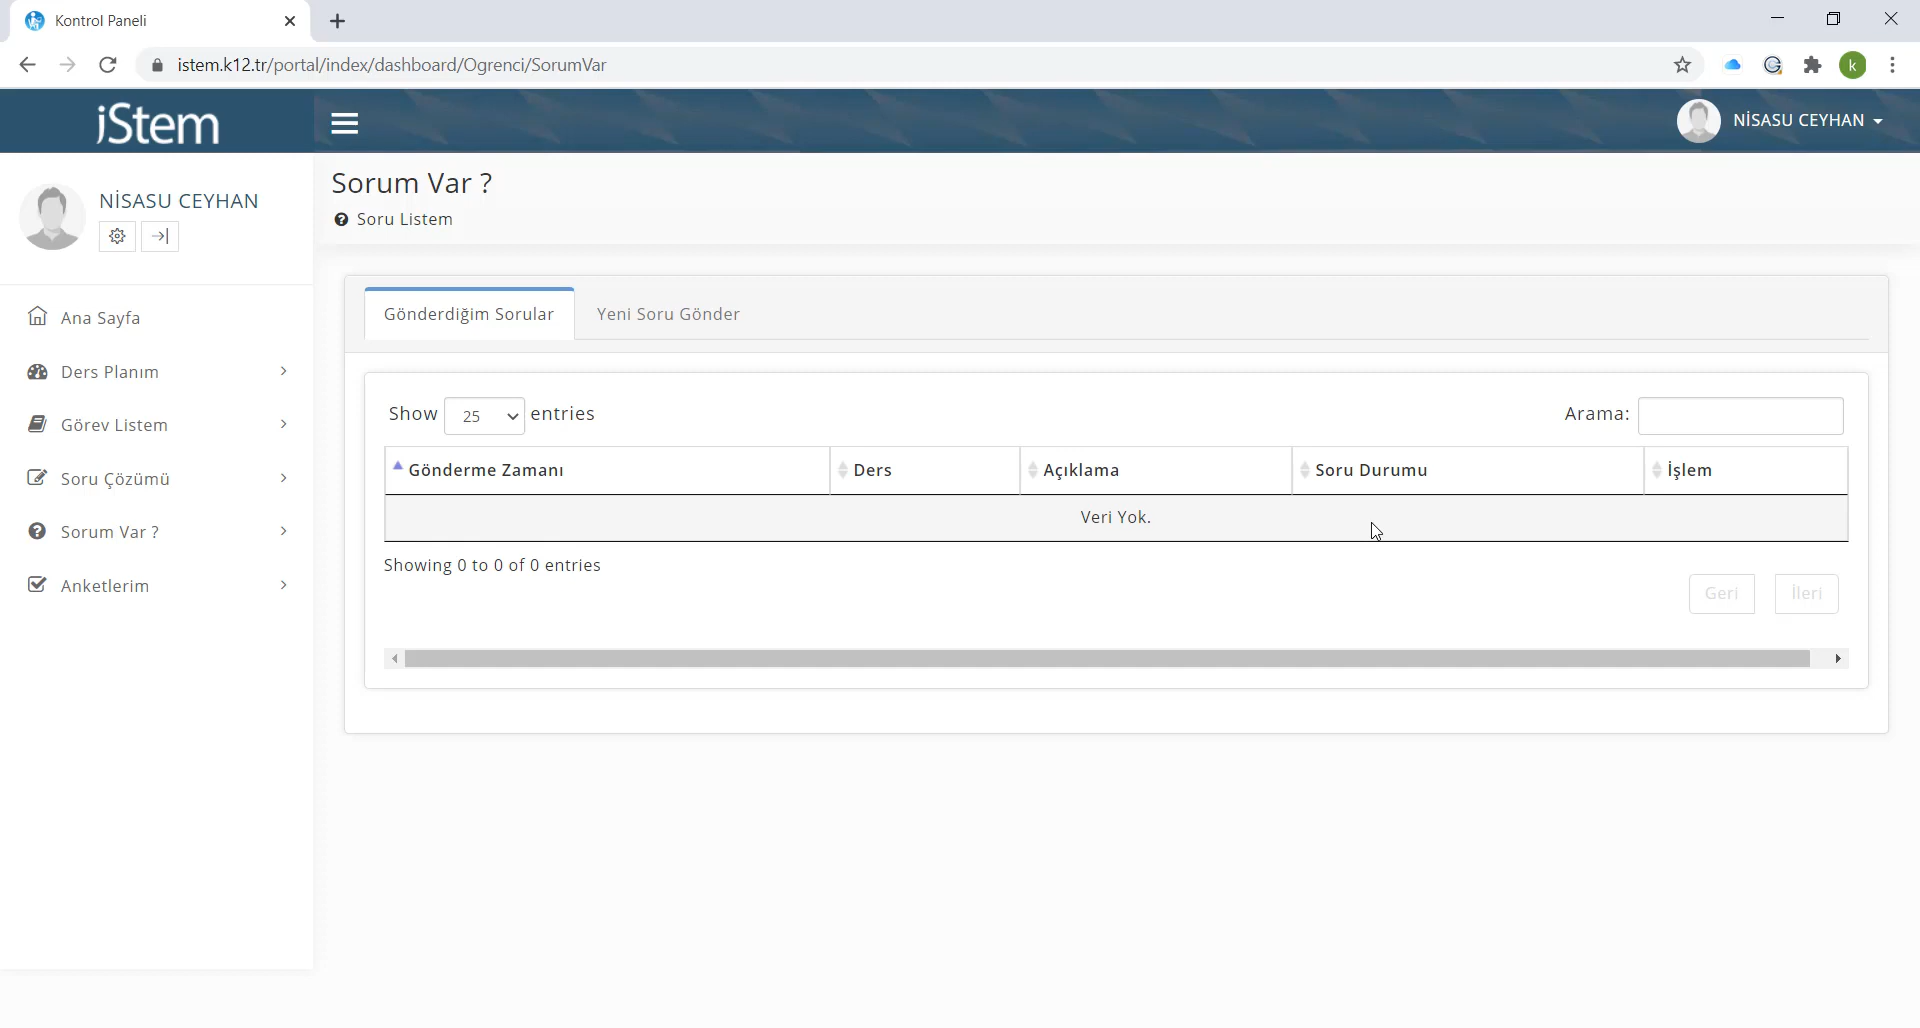 Kontrol Paneli
istem.k12.tr/portal/index/dashboard/Ogrenci/SorumVar
k
iStem
NİSASU CEYHAN
NİSASU CEYHAN
Ana Sayfa
Ders Planım
Görev Listem
Soru Çözümü
Sorum Var ?
Anketlerim
Sorum Var ?
Soru Listem
Gönderdiğim Sorular Yeni Soru Gönder
Show 25 entries Arama:
Gönderme Zamanı Ders Açıklama Soru Durumu İşlem
Veri Yok.
Showing 0 to 0 of 0 entries
Geri İleri